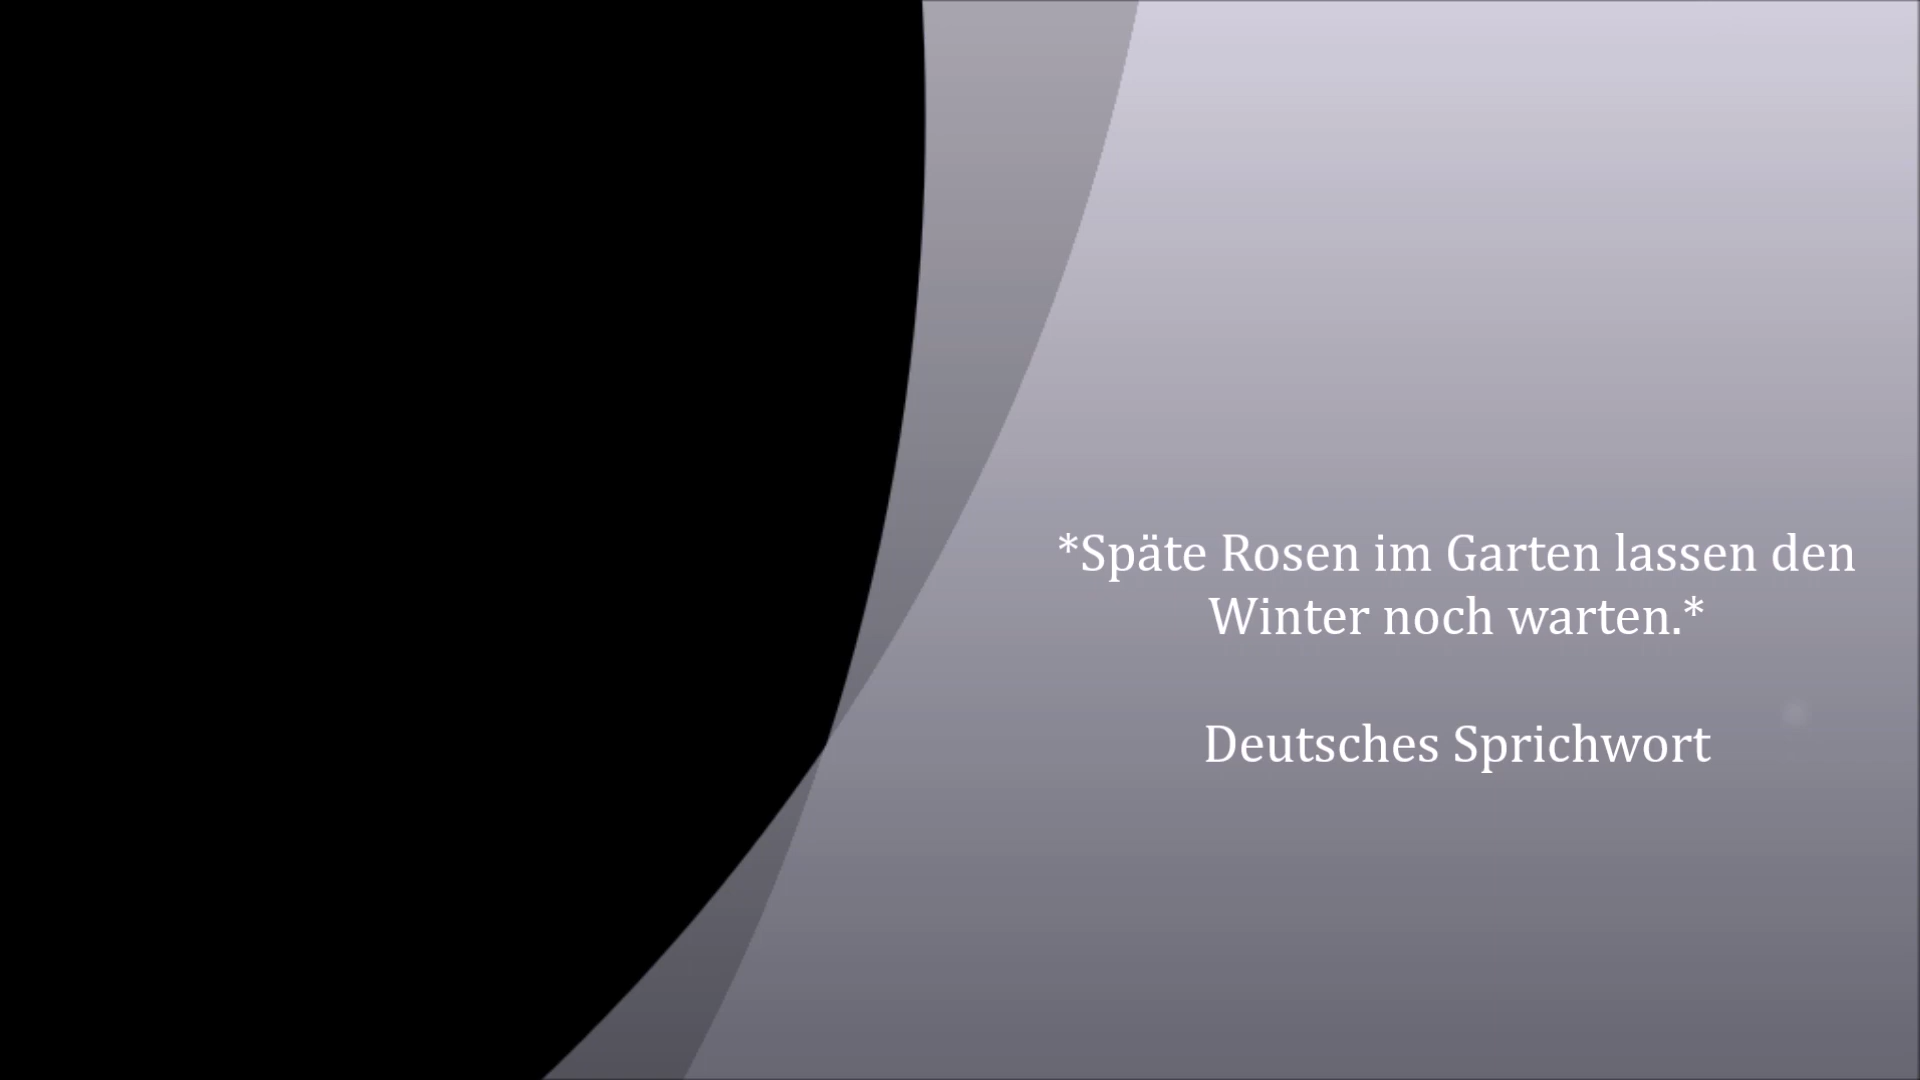 *Späte Rosen im Garten lassen den
Winter noch warten.*
Deutsches Sprichwort